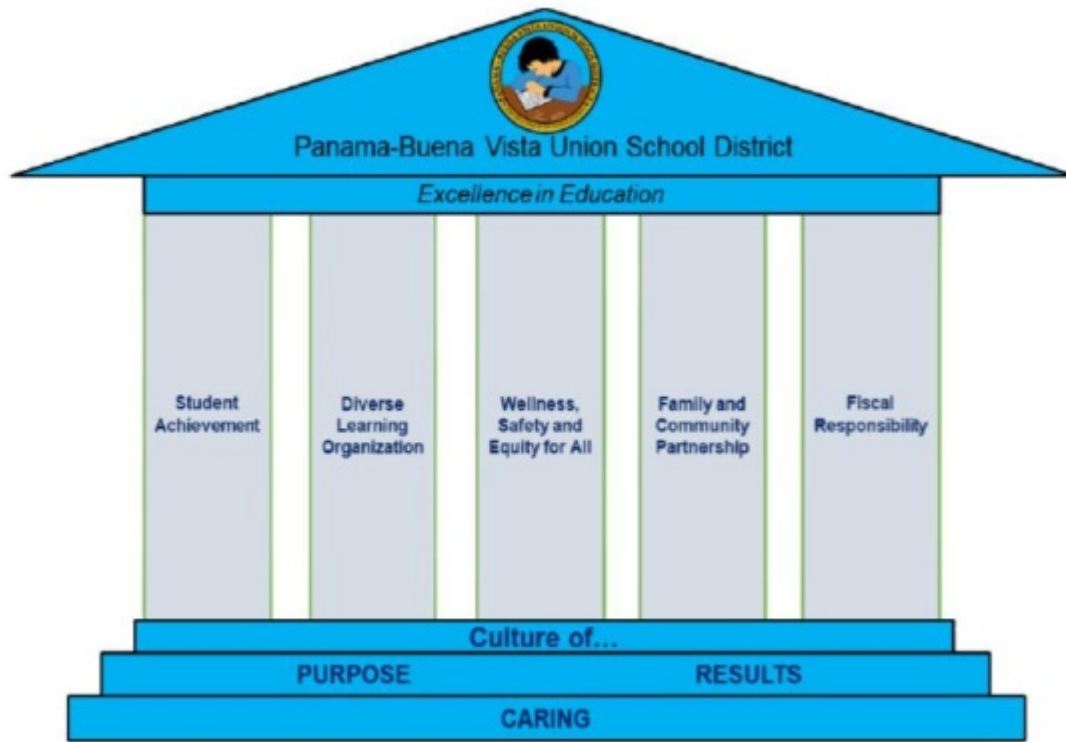 Panama-Buena Vista Union School District
Excellence in Education
Student
Achievement
Diverse
Learning
Organization
Wellness,
Safety and
Equity for All
Family and
Community
Partnership
Fiscal
Responsibility
Culture of...
PURPOSE RESULTS
CARING